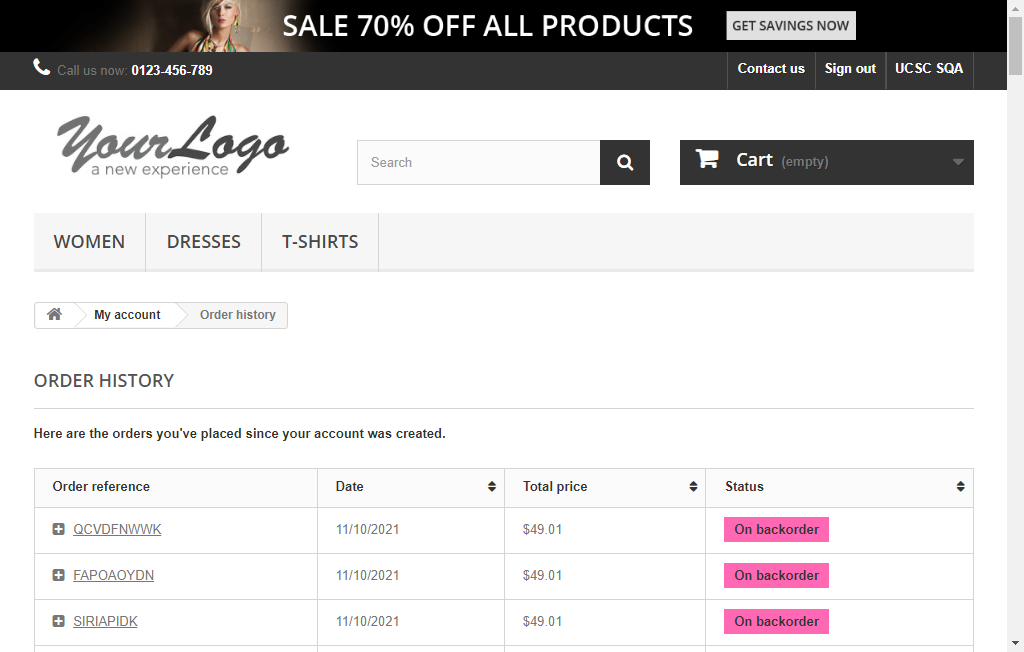 SALE 70% OFF ALL PRODUCTS GET SAVINGS NOW
Call us now: 0123-456-789 Contact us Sign out UCSC SQA
YourLogo
a new experience
Search Cart (empty)
WOMEN DRESSES T-SHIRTS
My account Order history
ORDER HISTORY
Here are the orders you've placed since your account was created.
Order reference Date Total price Status
QCVDFNWWK 11/10/2021 $49.01 On backorder
FAPOAOYDN 11/10/2021 $49.01 On backorder
SIRIAPIDK 11/10/2021 $49.01 On backorder